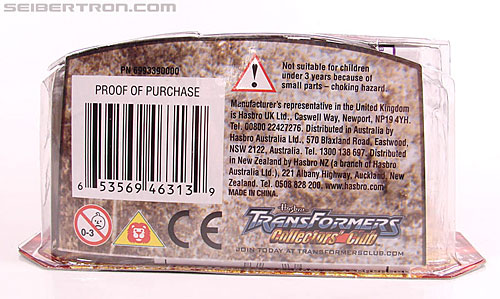 SEIBERTRON.COM
PN 6993390000
PROOF OF PURCHASE
6 53569 46313 9
0-3
CE
Not suitable for children
under 3 years because of
small parts – choking hazard.
Manufacturer's representative in the United Kingdom
is Hasbro UK Ltd., Caswell Way, Newport, NP19 4YH.
Tel. 00800 22427276. Distributed in Australia by
Hasbro Australia Ltd., 570 Blaxland Road, Eastwood,
NSW 2122, Australia. Tel. 1300 138 697. Distributed
in New Zealand by Hasbro NZ (a branch of Hasbro
Australia Ltd.), 221 Albany Highway, Auckland, New
Zealand. Tel. 0508 828 200. www.hasbro.com.
MADE IN CHINA.
Hasbro
TRANSFORMERS
Collectors' Club
JOIN TODAY AT TRANSFORMERSCLUB.COM